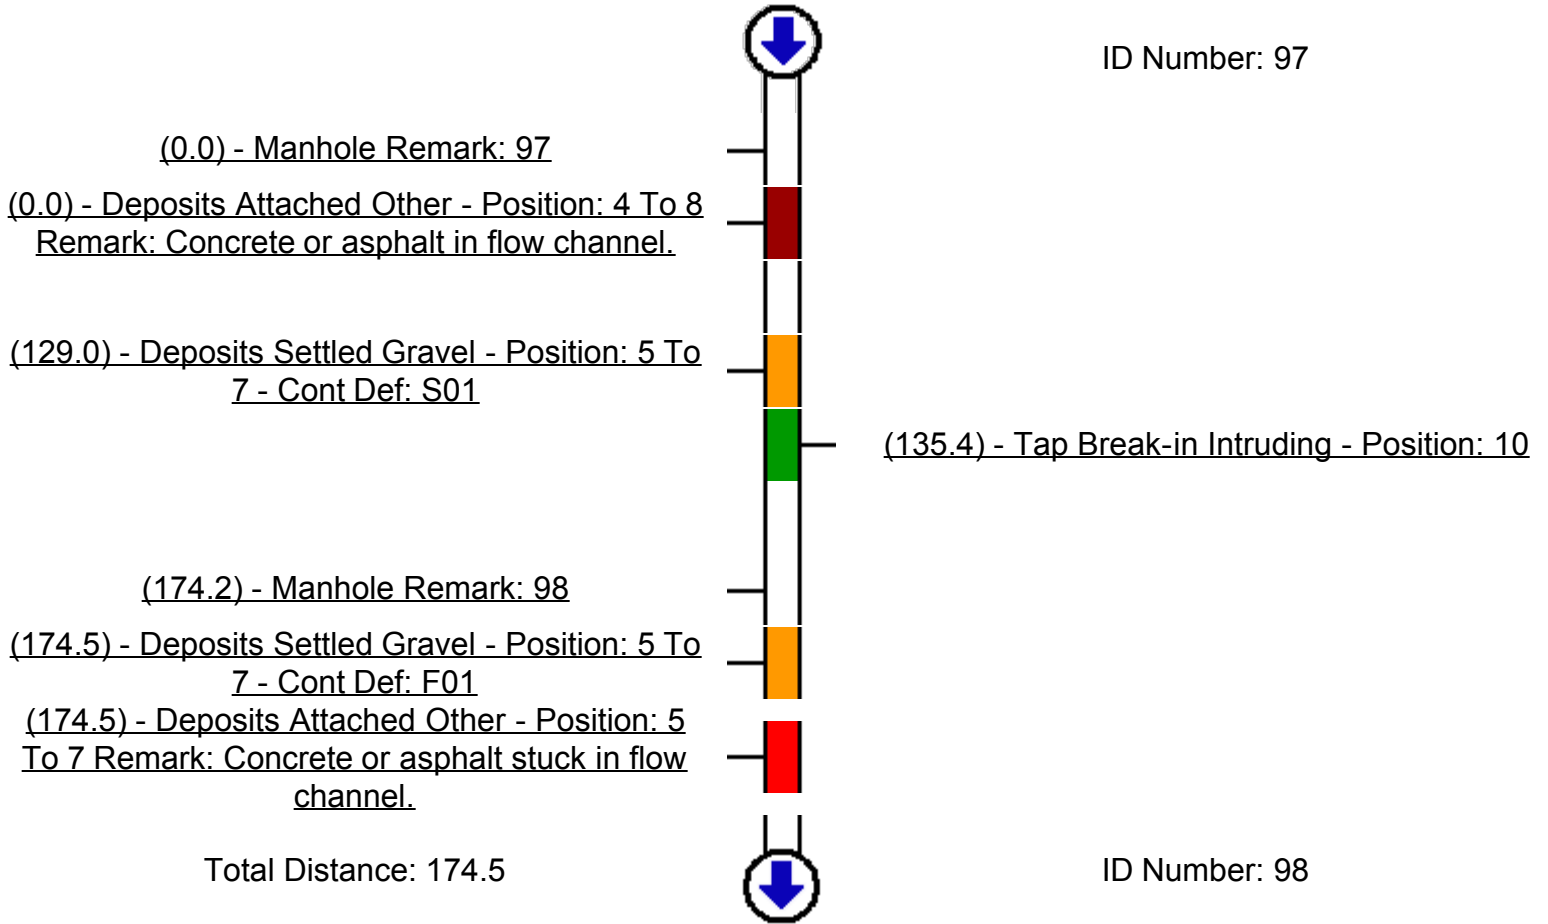 ID Number: 97
(0.0) - Manhole Remark: 97
(0.0) - Deposits Attached Other - Position: 4 To 8
Remark: Concrete or asphalt in flow channel.
(129.0) - Deposits Settled Gravel - Position: 5 To
7 - Cont Def: S01
(135.4) - Tap Break-in Intruding - Position: 10
(174.2) - Manhole Remark: 98
(174.5) - Deposits Settled Gravel - Position: 5 To
7 - Cont Def: F01
(174.5) - Deposits Attached Other - Position: 5
To 7 Remark: Concrete or asphalt stuck in flow
channel.
Total Distance: 174.5
ID Number: 98